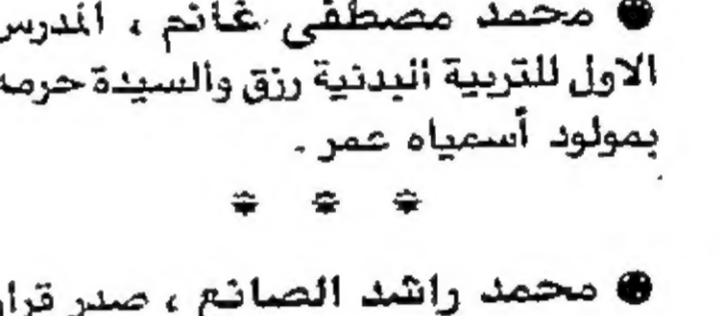 ● محمد مصطفى غانم ، المدرس
الاول للتربية البدنية رزق والسيدة حرمه
بمولود أسمياه عمر .
* * *
● محمد راشد الصانع ، صدر قرار